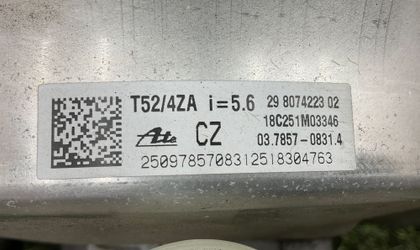 T52/4ZA i=5.6 29 8074223 02
18C251M03346
Ate CZ 03.7857-0831.4
2509785708312518304763